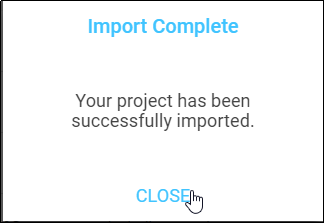 Import Complete
Your project has been
successfully imported.
CLOSE